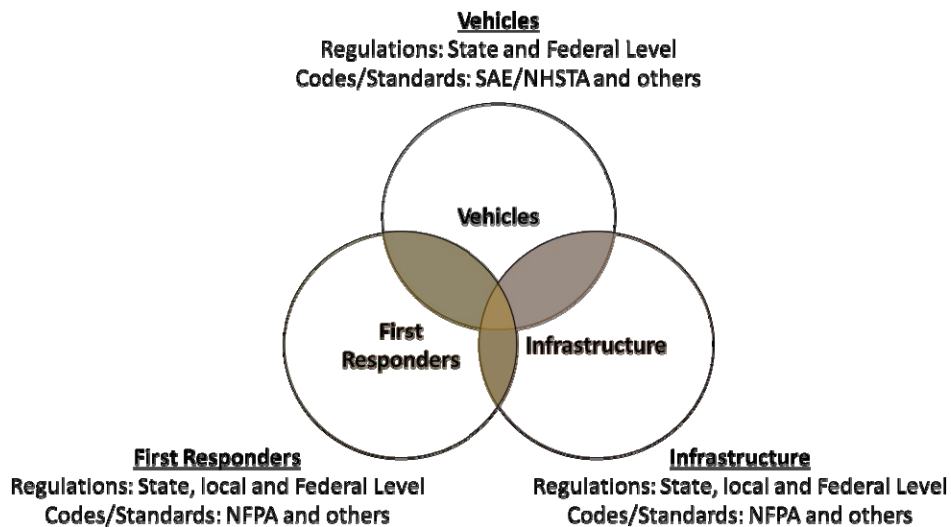 Vehicles
Regulations: State and Federal Level
Codes/Standards: SAE/NHSTA and others
Vehicles
First
Responders
Infrastructure
First Responders
Regulations: State, local and Federal Level
Codes/Standards: NFPA and others
Infrastructure
Regulations: State, local and Federal Level
Codes/Standards: NFPA and others